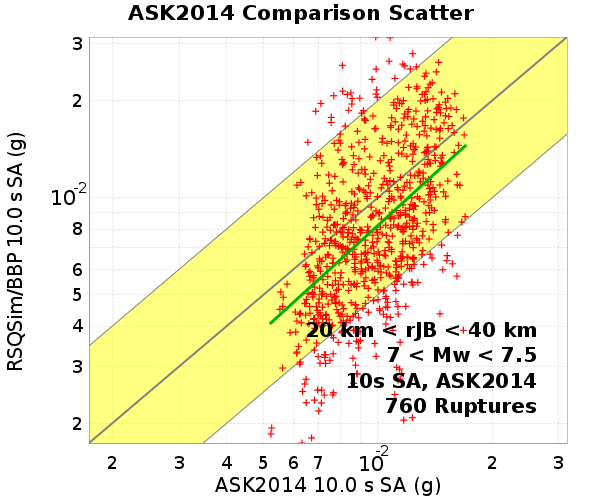 ASK2014 Comparison Scatter
RSQSim/BBP 10.0 s SA (g)
3
2
10-2
8
6
5
4
3
2
20 km < rJB < 40 km
7 < Mw < 7.5
10s SA, ASK2014
760 Ruptures
2 3 4 5 6 7 10-2 2 3
ASK2014 10.0 s SA (g)